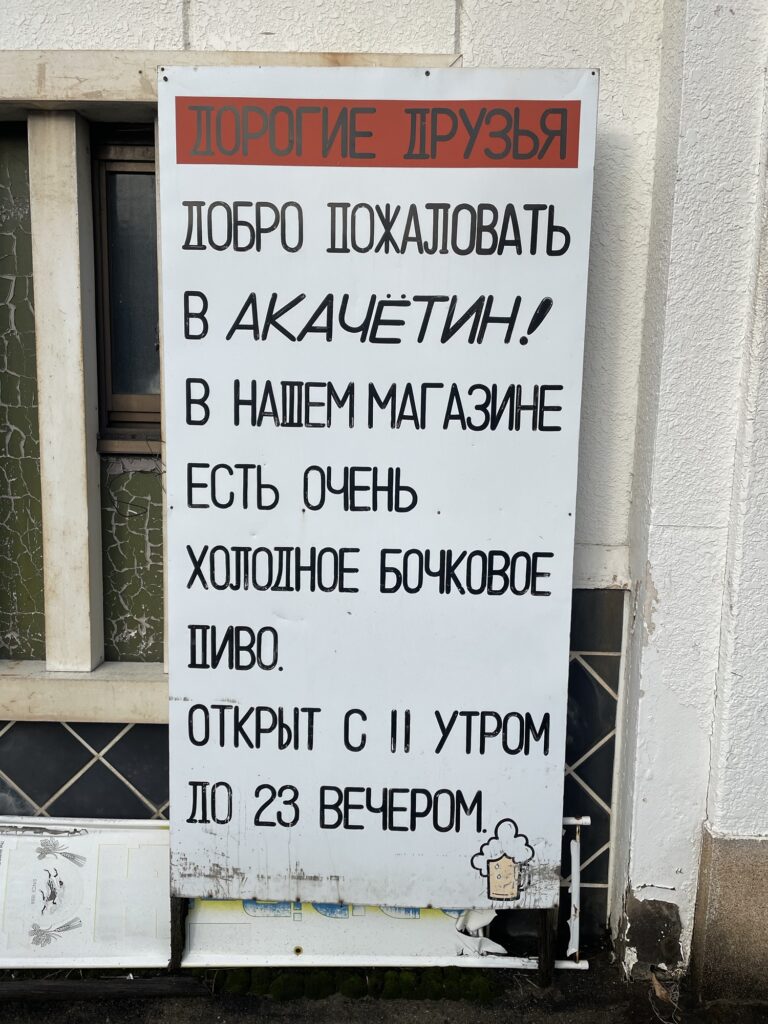 ДОРОГИЕ ДРУЗЬЯ
ДОБРО ПОЖАЛОВАТЬ
В АКАЧЁТИН!
В НАШЕМ МАГАЗИНЕ
ЕСТЬ ОЧЕНЬ
ХОЛОДНОЕ БОЧКОВОЕ
ПИВО.
ОТКРЫТ С 11 УТРОМ
ДО 23 ВЕЧЕРОМ.